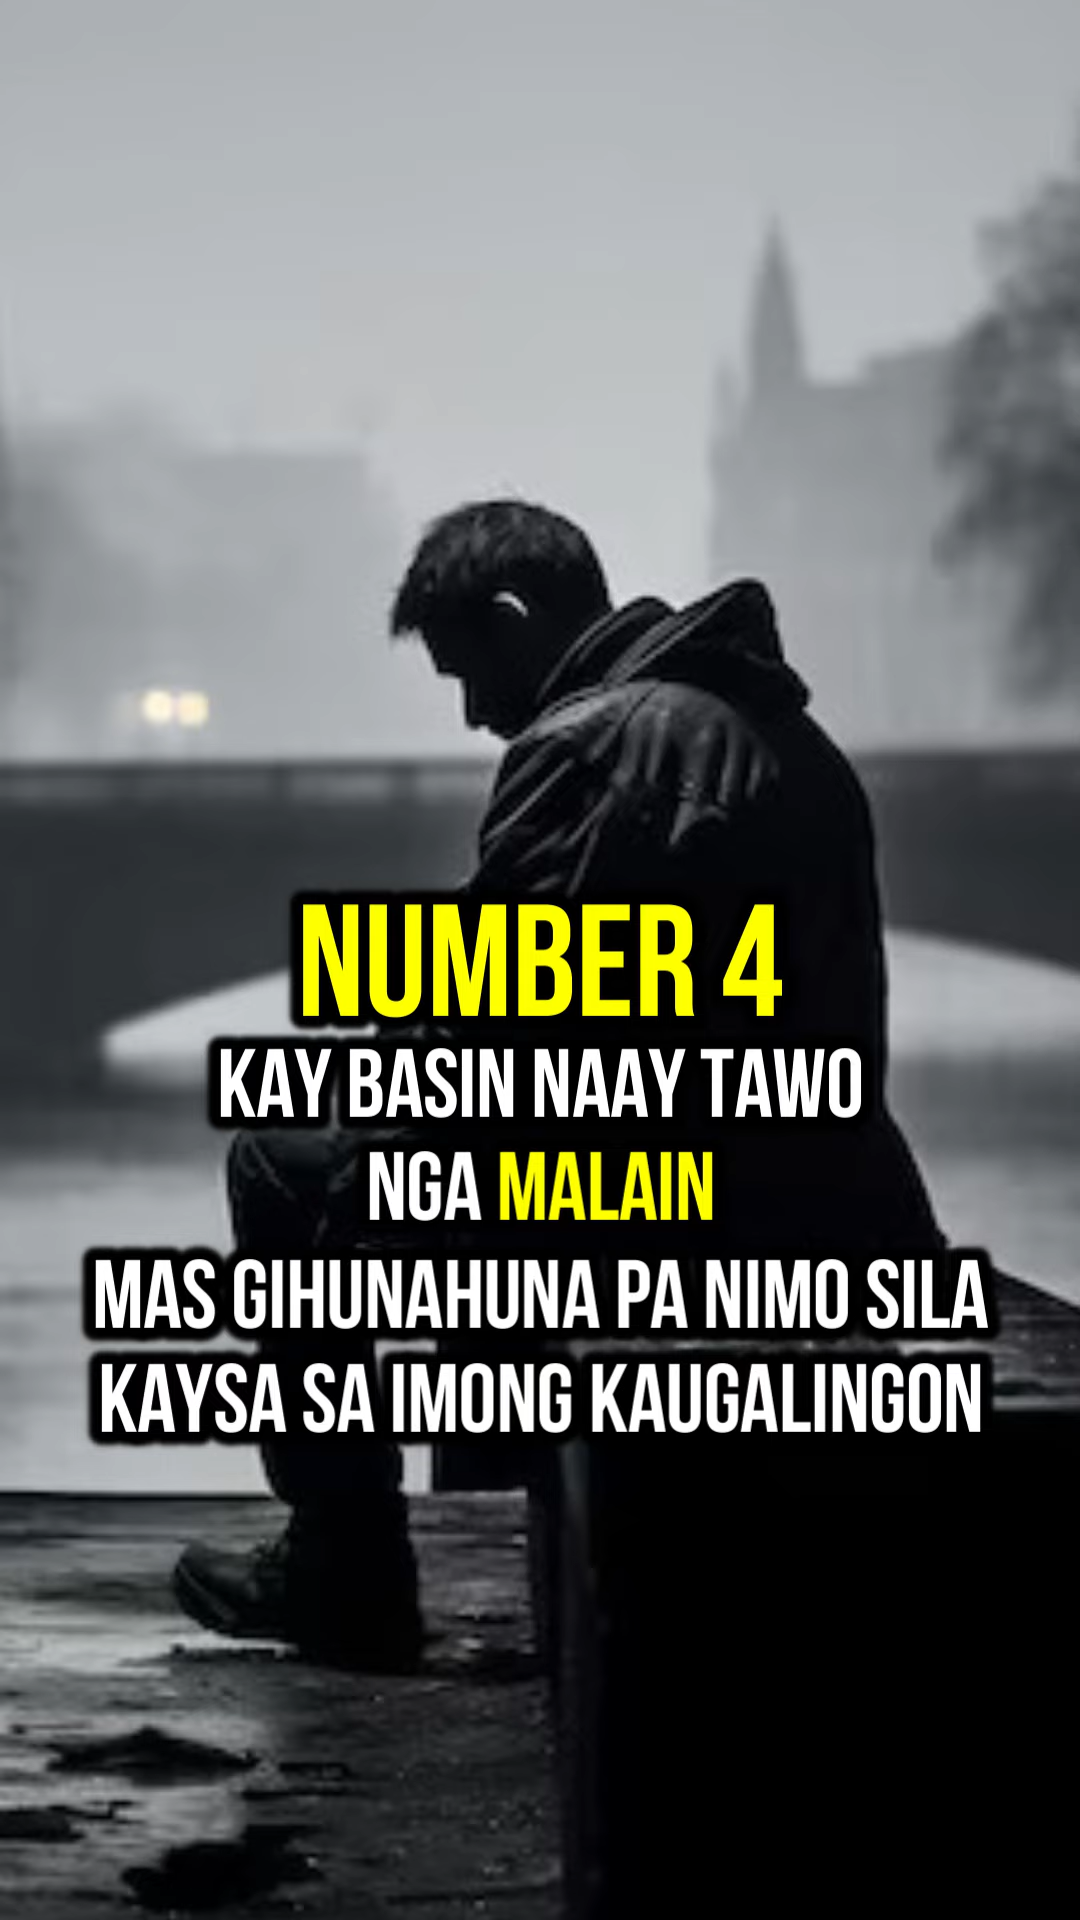 NUMBER 4
KAY BASIN NAAY TAWO
NGA MALAIN
MAS GIHUNAHUNA PA NIMO SILA
KAYSA SA IMONG KAUGALINGON